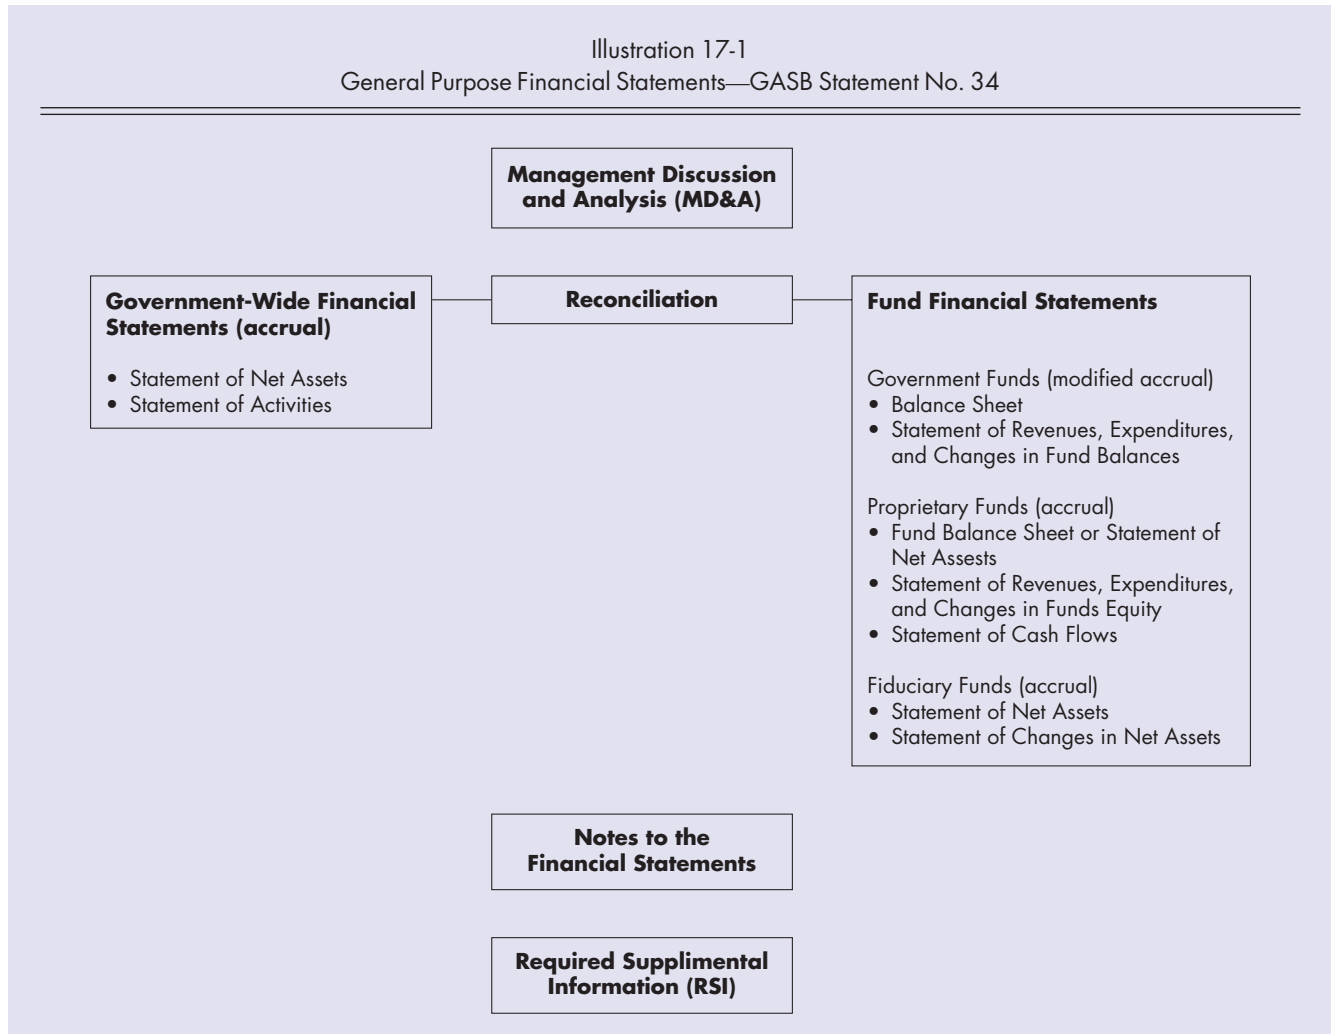 Illustration 17-1
General Purpose Financial Statements—GASB Statement No. 34
Management Discussion
and Analysis (MD&A)
Government-Wide Financial
Statements (accrual)
• Statement of Net Assets
• Statement of Activities
Reconciliation
Fund Financial Statements
Government Funds (modified accrual)
• Balance Sheet
• Statement of Revenues, Expenditures,
and Changes in Fund Balances
Proprietary Funds (accrual)
• Fund Balance Sheet or Statement of
Net Assests
• Statement of Revenues, Expenditures,
and Changes in Funds Equity
• Statement of Cash Flows
Fiduciary Funds (accrual)
• Statement of Net Assets
• Statement of Changes in Net Assets
Notes to the
Financial Statements
Required Supplimental
Information (RSI)